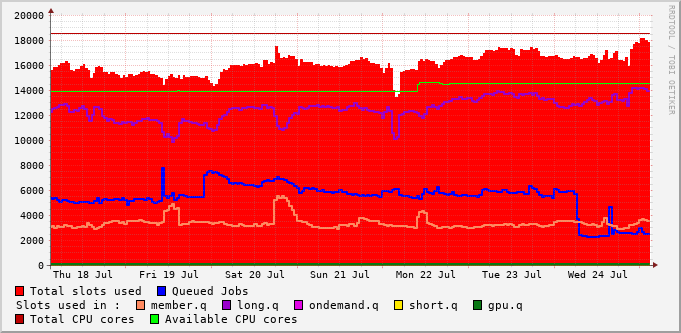 20000
18000
16000
14000
12000
10000
8000
6000
4000
2000
0
Thu 18 Jul Fri 19 Jul Sat 20 Jul Sun 21 Jul Mon 22 Jul Tue 23 Jul Wed 24 Jul
RRDTOOL / TOBI OETIKER
Total slots used Queued Jobs
Slots used in : member.q long.q ondemand.q short.q gpu.q
Total CPU cores Available CPU cores